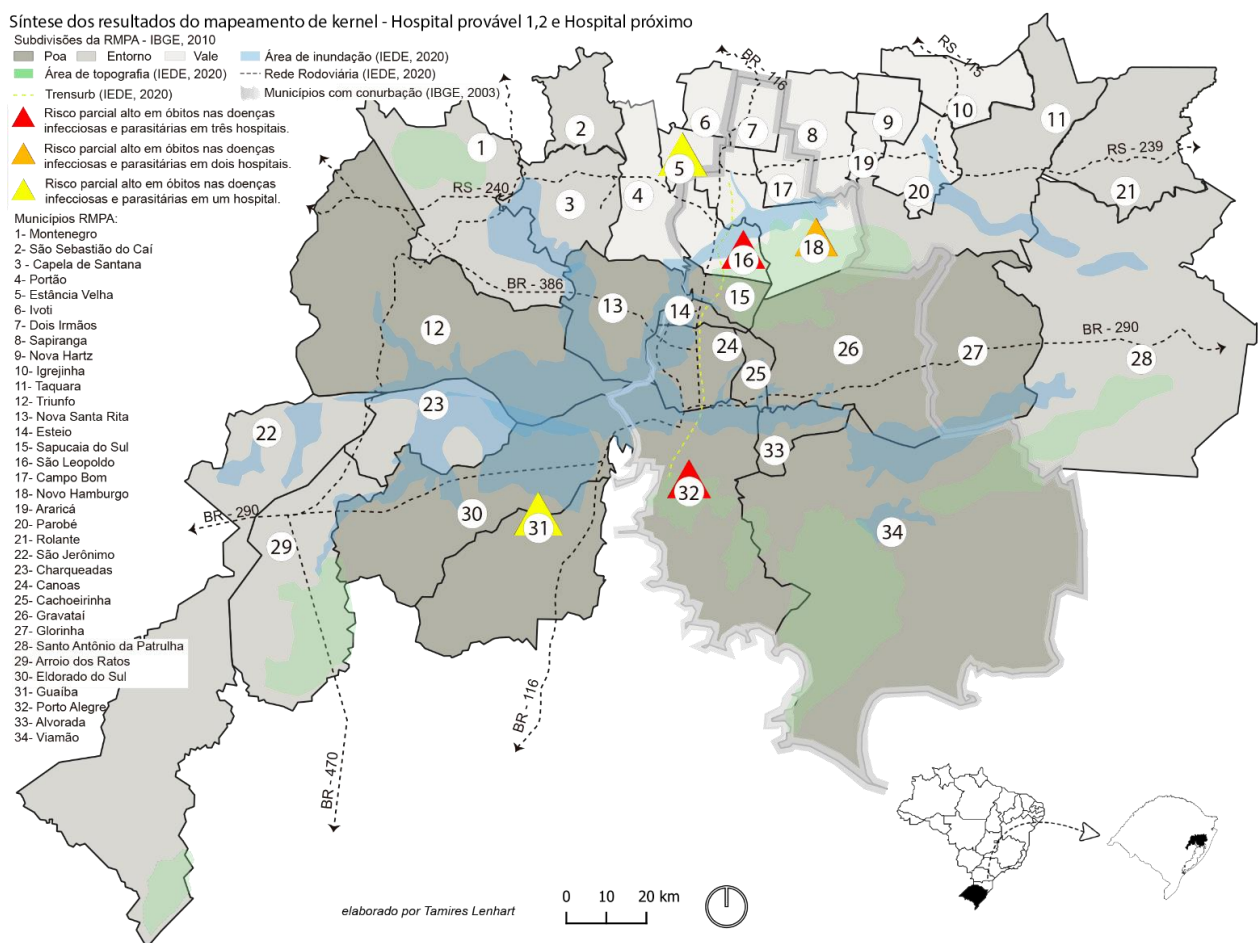 Síntese dos resultados do mapeamento de kernel - Hospital provável 1,2 e Hospital próximo
Subdivisões da RMPA - IBGE, 2010
Poa Entorno Vale
Área de inundação (IEDE, 2020)
Área de topografia (IEDE, 2020)
Rede Rodoviária (IEDE, 2020)
Trensurb (IEDE, 2020)
Municípios com conurbação (IBGE, 2003)
Risco parcial alto em óbitos nas doenças
infecciosas e parasitárias em três hospitais.
Risco parcial alto em óbitos nas doenças
infecciosas e parasitárias em dois hospitais.
Risco parcial alto em óbitos nas doenças
infecciosas e parasitárias em um hospital.
Municípios RMPA:
1- Montenegro
2- São Sebastião do Caí
3 - Capela de Santana
4- Portão
5- Estância Velha
6- Ivoti
7- Dois Irmãos
8- Sapiranga
9- Nova Hartz
10- Igrejinha
11- Taquara
12- Triunfo
13- Nova Santa Rita
14- Esteio
15- Sapucaia do Sul
16- São Leopoldo
17- Campo Bom
18- Novo Hamburgo
19- Araricá
20- Parobé
21- Rolante
22- São Jerônimo
23- Charqueadas
24- Canoas
25- Cachoeirinha
26- Gravataí
27- Glorinha
28- Santo Antônio da Patrulha
29- Arroio dos Ratos
30- Eldorado do Sul
31- Guaíba
32- Porto Alegre
33- Alvorada
34- Viamão
BR - 116
RS - 115
1
2
3
4
5
6
7
8
9
10
11
RS - 239
RS - 240
17
19
20
21
16
18
BR - 386
12
13
14
15
24
25
26
27
BR - 290
28
22
23
33
32
BR - 290
30
31
29
34
BR - 116
BR - 470
elaborado por Tamires Lenhart
0 10 20 km